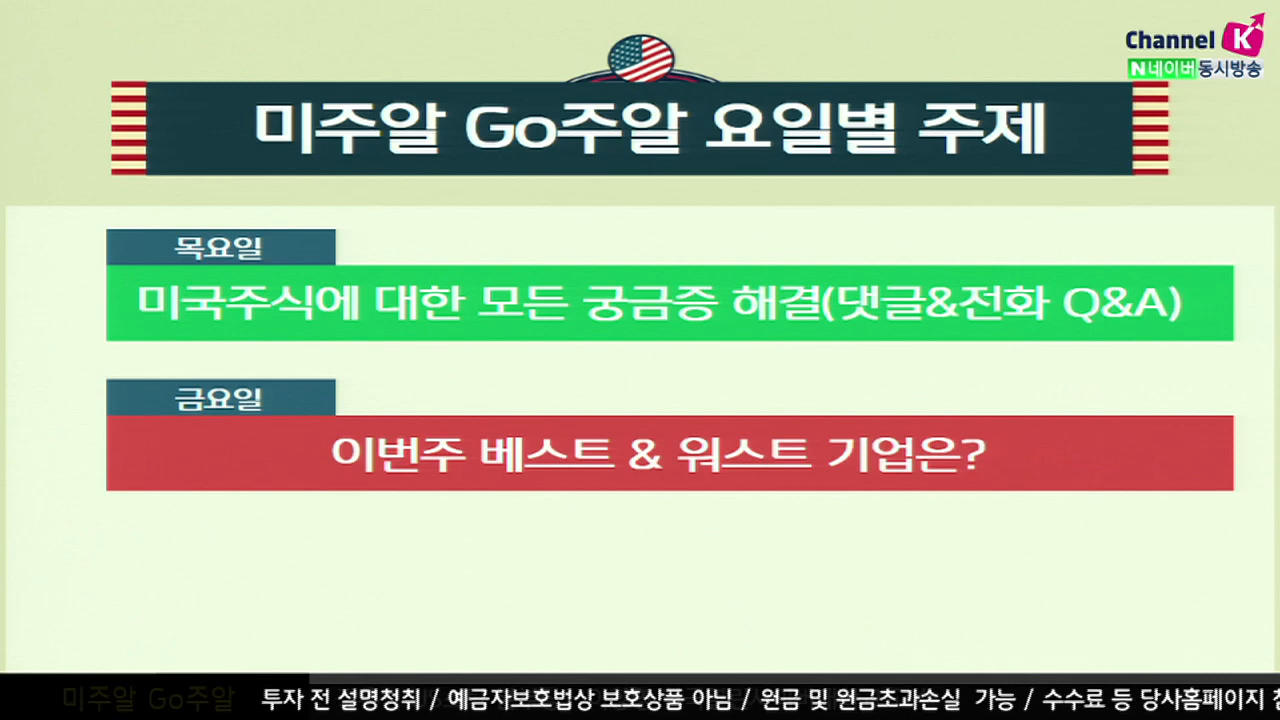 Channel K
N 네이버 동시방송
미주알 Go주알 요일별 주제
목요일
미국주식에 대한 모든 궁금증 해결(댓글&전화 Q&A)
금요일
이번주 베스트 & 워스트 기업은?
미주알 Go주알
투자 전 설명청취 / 예금자보호법상 보호상품 아님 / 원금 및 원금초과손실 가능 / 수수료 등 당사홈페이지